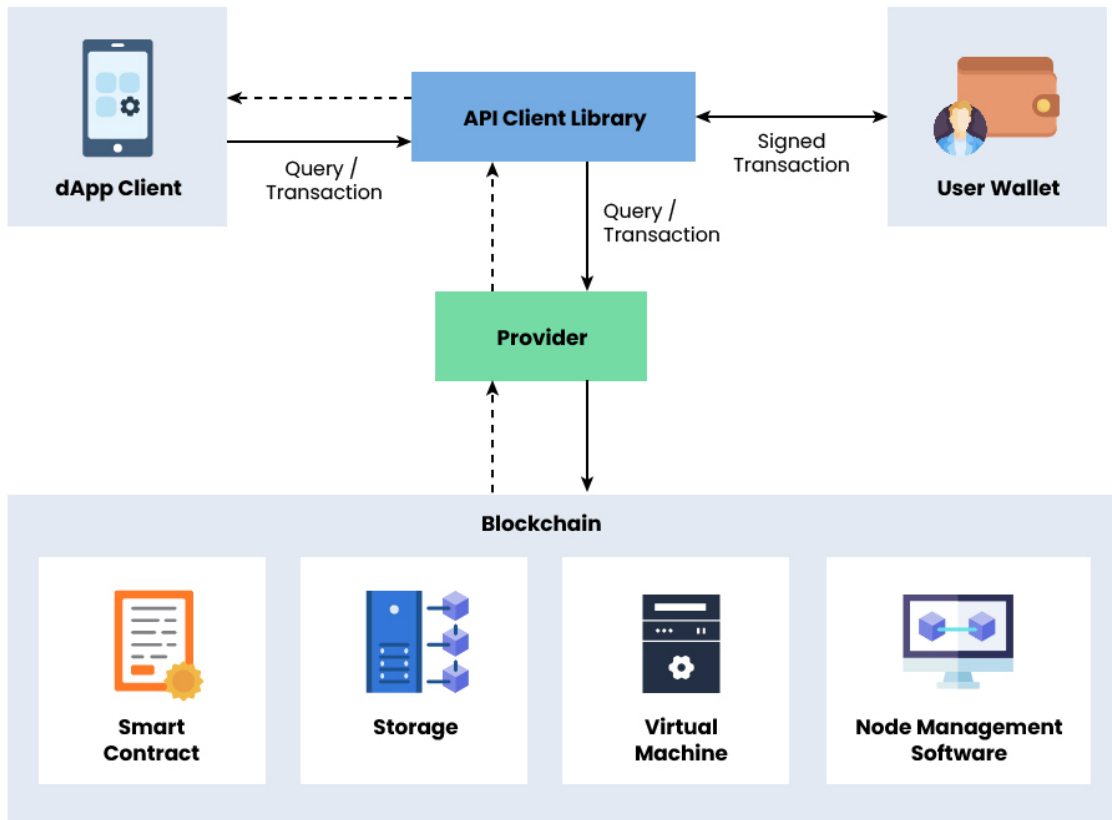 API Client Library
dApp Client
Query /
Transaction
Signed
Transaction
User Wallet
Query /
Transaction
Provider
Blockchain
Smart
Contract
Storage
Virtual
Machine
Node Management
Software